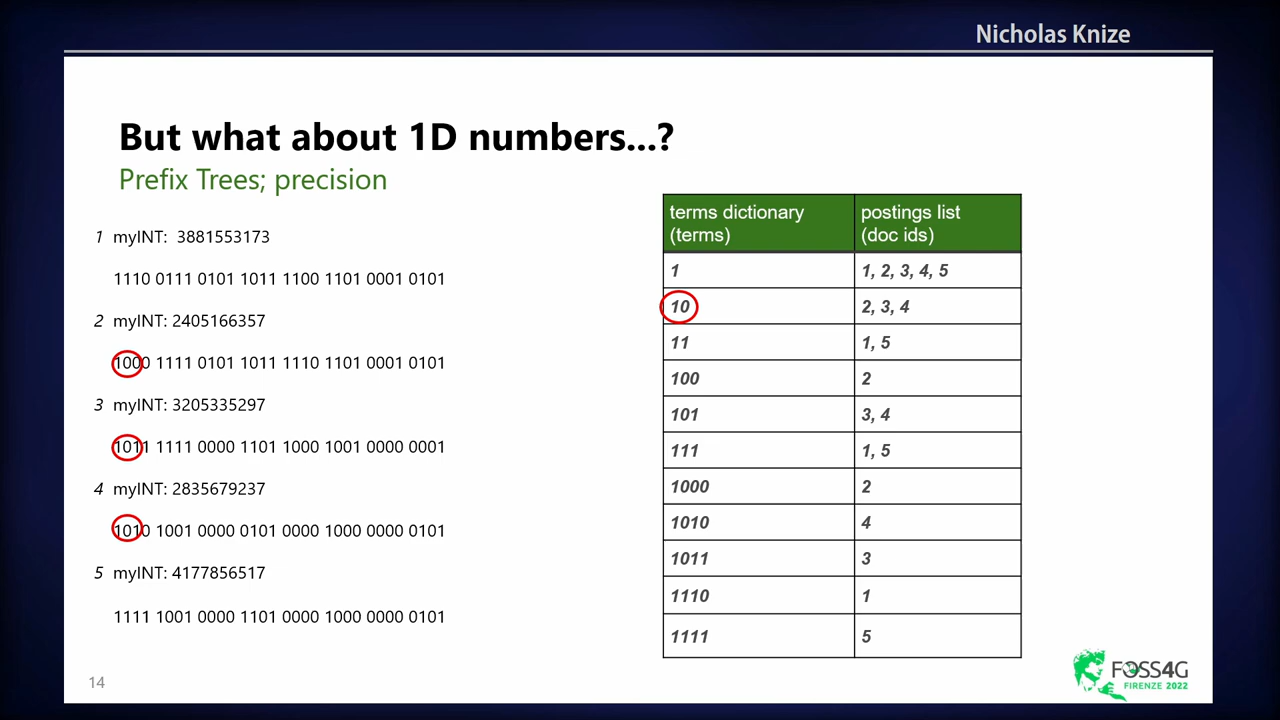 Nicholas Knize
But what about 1D numbers...?
Prefix Trees; precision
1 myINT: 3881553173
1110 0111 0101 1011 1100 1101 0001 0101
2 myINT: 2405166357
1000 1111 0101 1011 1110 1101 0001 0101
3 myINT: 3205335297
1011 1111 0000 1101 1000 1001 0000 0001
4 myINT: 2835679237
1010 1001 0000 0101 0000 1000 0000 0101
5 myINT: 4177856517
1111 1001 0000 1101 0000 1000 0000 0101
terms dictionary (terms) postings list (doc ids)
1 1, 2, 3, 4, 5
10 2, 3, 4
11 1, 5
100 2
101 3, 4
111 1, 5
1000 2
1010 4
1011 3
1110 1
1111 5
14
FOSS4G
FIRENZE 2022